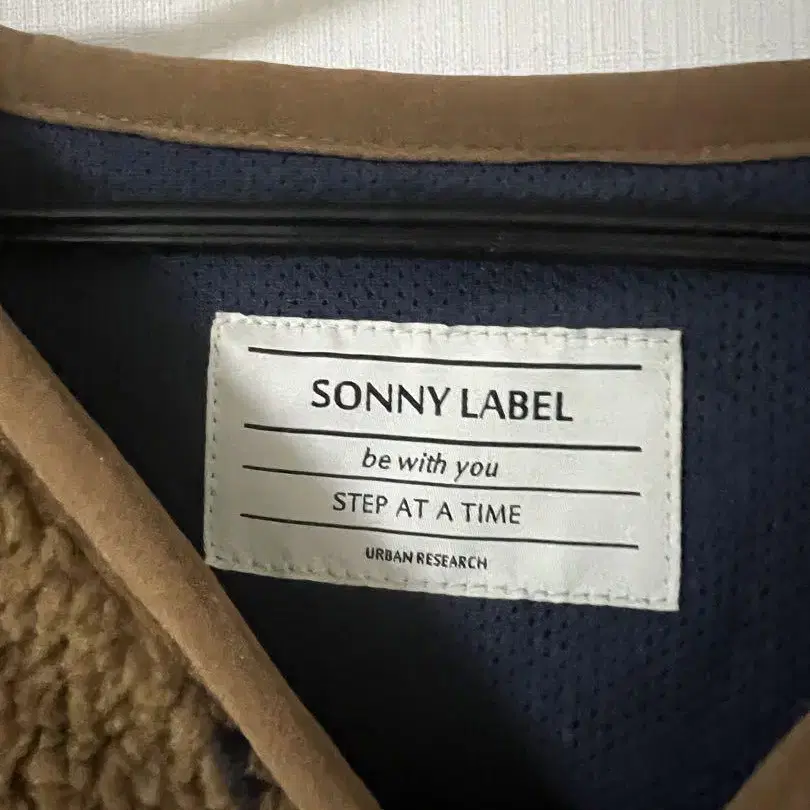 SONNY LABEL
be with you
STEP AT A TIME
URBAN RESEARCH